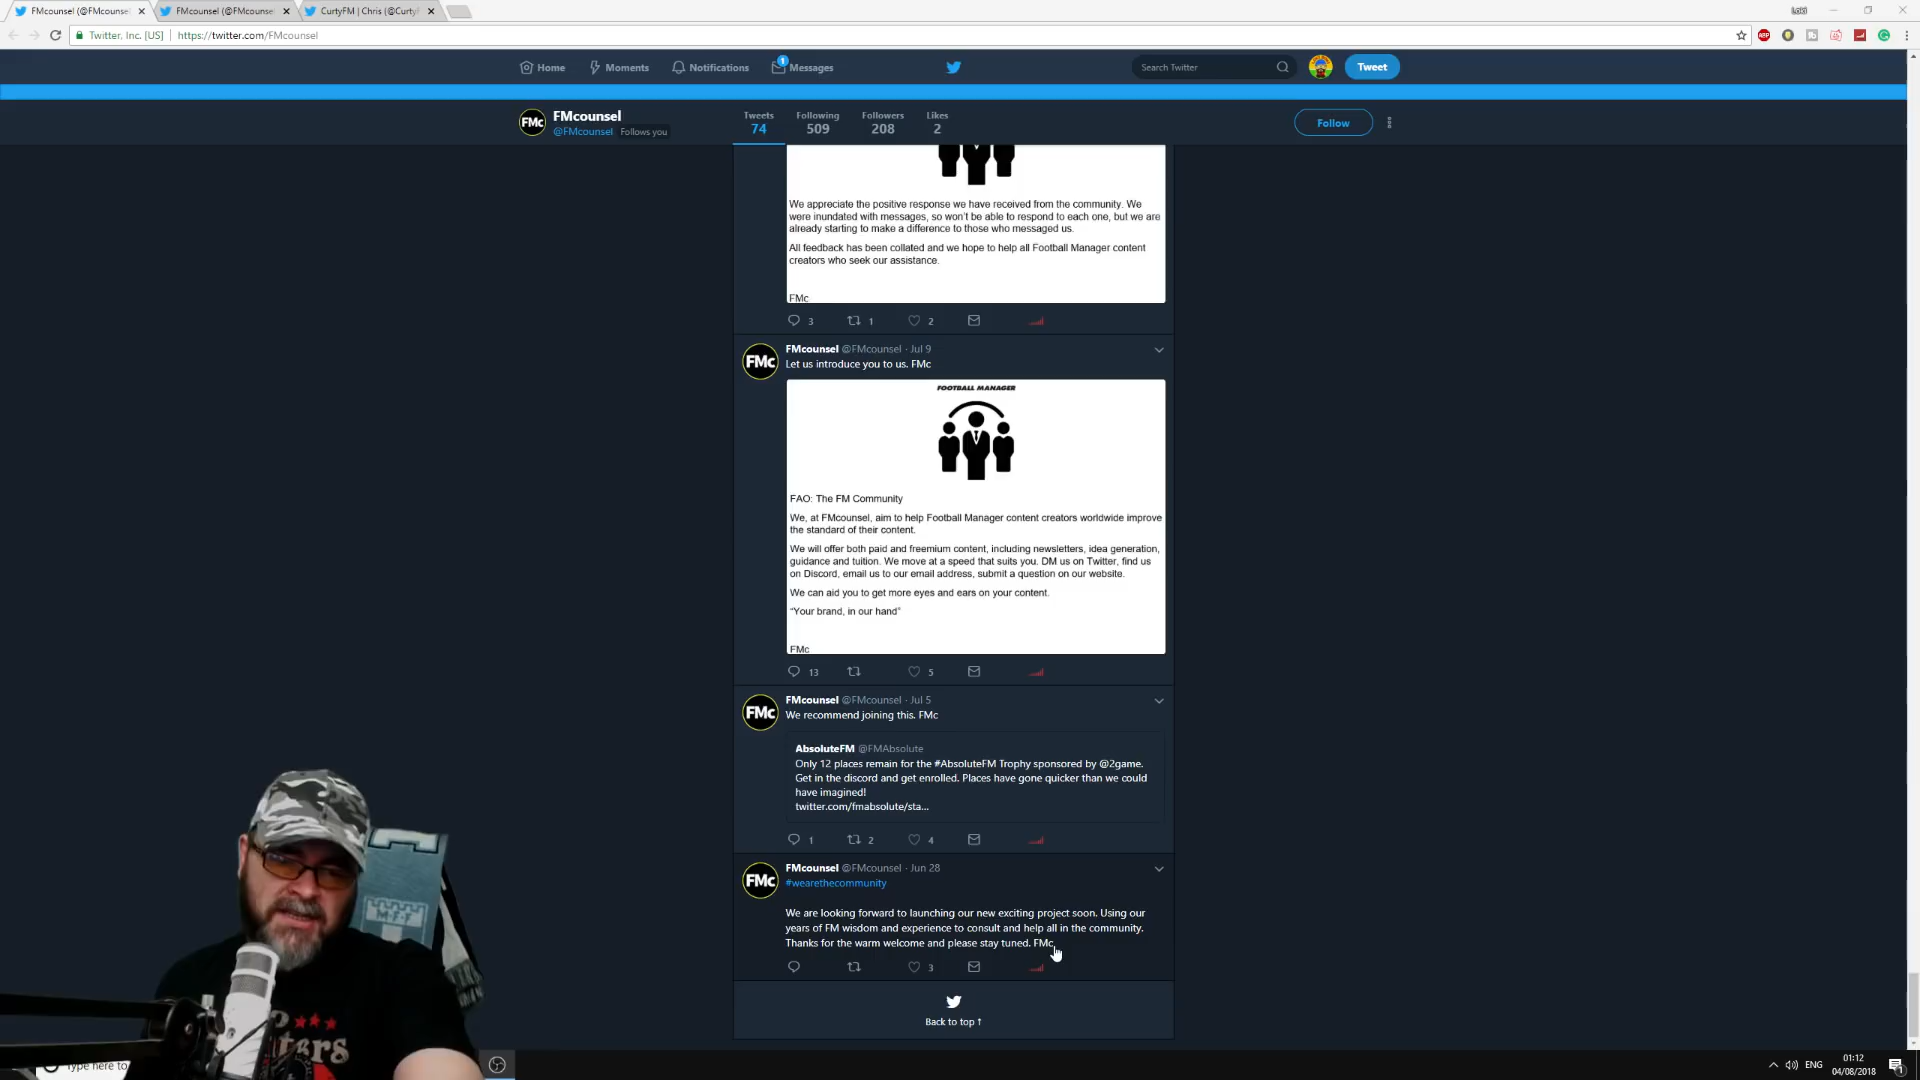 FMcounsel (@FMcounse
FMcounsel (@FMcounse
CurtyFM | Chris (@Curty
Loki
Twitter, Inc. [US]
https://twitter.com/FMcounsel
ABP
Home
Moments
Notifications
1
Messages
Search Twitter
Tweet
FMc
FMcounsel
@FMcounsel
Follows you
Tweets
74
Following
509
Followers
208
Likes
2
Follow
We appreciate the positive response we have received from the community. We
were inundated with messages, so won't be able to respond to each one, but we are
already starting to make a difference to those who messaged us.
All feedback has been collated and we hope to help all Football Manager content
creators who seek our assistance.
FMc
3
1
2
FMc
FMcounsel @FMcounsel · Jul 9
Let us introduce you to us. FMc
FOOTBALL MANAGER
FAO: The FM Community
We, at FMcounsel, aim to help Football Manager content creators worldwide improve
the standard of their content.
We will offer both paid and freemium content, including newsletters, idea generation,
guidance and tuition. We move at a speed that suits you. DM us on Twitter, find us
on Discord, email us to our email address, submit a question on our website.
We can aid you to get more eyes and ears on your content.
"Your brand, in our hand"
FMc
13
5
FMc
FMcounsel @FMcounsel · Jul 5
We recommend joining this. FMc
AbsoluteFM @FMAbsolute
Only 12 places remain for the #AbsoluteFM Trophy sponsored by @2game.
Get in the discord and get enrolled. Places have gone quicker than we could
have imagined!
twitter.com/fmabsolute/sta...
1
2
4
FMc
FMcounsel @FMcounsel · Jun 28
#wearethecommunity
We are looking forward to launching our new exciting project soon. Using our
years of FM wisdom and experience to consult and help all in the community.
Thanks for the warm welcome and please stay tuned. FMc
3
Back to top ↑
M-F-F
Type here to
ENG
01:12
04/08/2018
1